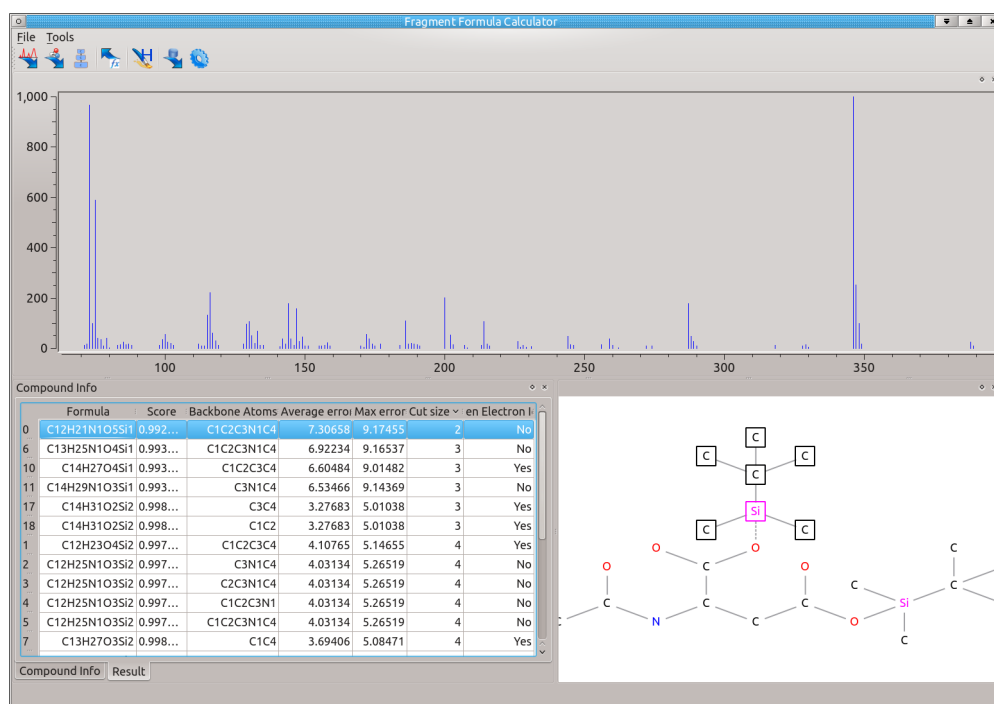 Fragment Formula Calculator
File Tools
1,000
800
600
400
200
0
100 150 200 250 300 350
Compound Info
Formula Score Backbone Atoms Average error Max error Cut size en Electron I
0 C12H21N1O5Si1 0.992... C1C2C3N1C4 7.30658 9.17455 2 No
6 C13H25N1O4Si1 0.993... C1C2C3N1C4 6.92234 9.16537 3 No
10 C14H27O4Si1 0.993... C1C2C3C4 6.60484 9.01482 3 Yes
11 C14H29N1O3Si1 0.993... C3N1C4 6.53466 9.14369 3 No
17 C14H31O2Si2 0.998... C3C4 3.27683 5.01038 3 Yes
18 C14H31O2Si2 0.998... C1C2 3.27683 5.01038 3 Yes
1 C12H23O4Si2 0.997... C1C2C3C4 4.10765 5.14655 4 Yes
2 C12H25N1O3Si2 0.997... C3N1C4 4.03134 5.26519 4 No
3 C12H25N1O3Si2 0.997... C2C3N1C4 4.03134 5.26519 4 No
4 C12H25N1O3Si2 0.997... C1C2C3N1 4.03134 5.26519 4 No
5 C12H25N1O3Si2 0.997... C1C2C3N1C4 4.03134 5.26519 4 No
7 C13H27O3Si2 0.998... C1C4 3.69406 5.08471 4 Yes
Compound Info Result
C
C C
C
Si
C C
O O C
O C O C C
C C C Si
N C O
C